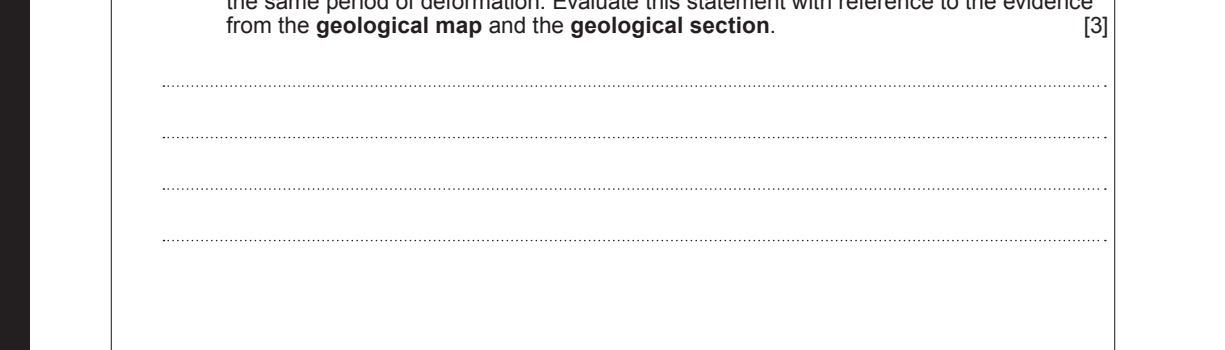 the same period of deformation. Evaluate this statement with reference to the evidence
from the geological map and the geological section. [3]